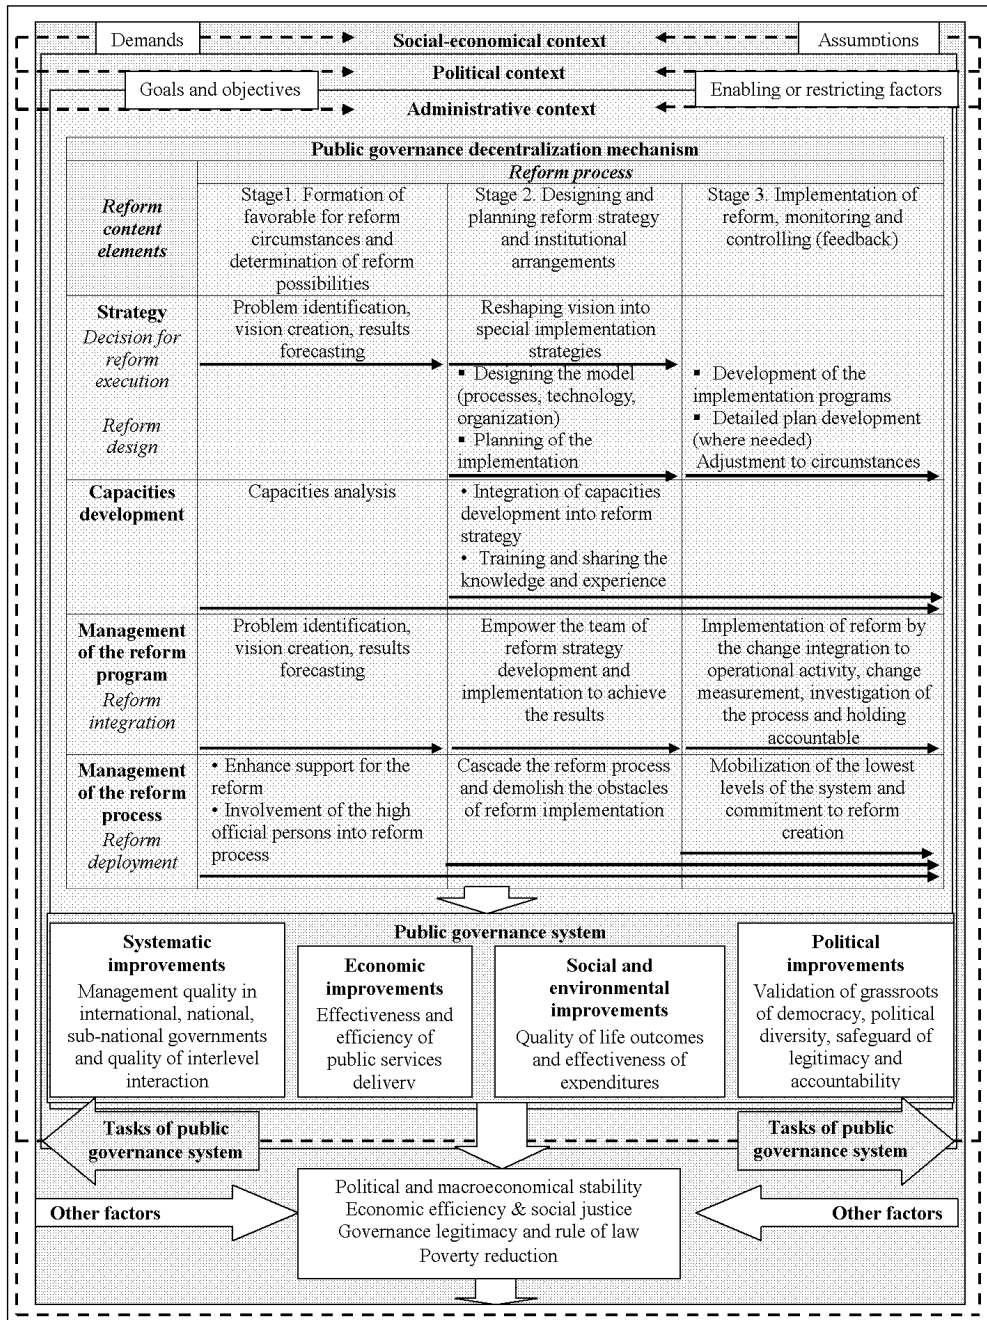 Demands
Social-economical context
Assumptions
Political context
Goals and objectives
Enabling or restricting factors
Administrative context
Public governance decentralization mechanism
Reform process
Reform
content
elements
Stage1. Formation of
favorable for reform
circumstances and
determination of reform
possibilities
Stage 2. Designing and
planning reform strategy
and institutional
arrangements
Stage 3. Implementation of
reform, monitoring and
controlling (feedback)
Strategy
Decision for
reform
execution
Reform
design
Problem identification,
vision creation, results
forecasting
Reshaping vision into
special implementation
strategies
▪ Designing the model
(processes, technology,
organization)
▪ Planning of the
implementation
▪ Development of the
implementation programs
▪ Detailed plan development
(where needed)
Adjustment to circumstances
Capacities
development
Capacities analysis
• Integration of capacities
development into reform
strategy
• Training and sharing the
knowledge and experience
Management
of the reform
program
Reform
integration
Problem identification,
vision creation, results
forecasting
Empower the team of
reform strategy
development and
implementation to achieve
the results
Implementation of reform by
the change integration to
operational activity, change
measurement, investigation of
the process and holding
accountable
Management
of the reform
process
Reform
deployment
• Enhance support for the
reform
• Involvement of the high
official persons into reform
process
Cascade the reform process
and demolish the obstacles
of reform implementation
Mobilization of the lowest
levels of the system and
commitment to reform
creation
Public governance system
Systematic
improvements
Management quality in
international, national,
sub-national governments
and quality of interlevel
interaction
Economic
improvements
Effectiveness and
efficiency of
public services
delivery
Social and
environmental
improvements
Quality of life outcomes
and effectiveness of
expenditures
Political
improvements
Validation of grassroots
of democracy, political
diversity, safeguard of
legitimacy and
accountability
Tasks of public
governance system
Tasks of public
governance system
Political and macroeconomical stability
Economic efficiency & social justice
Governance legitimacy and rule of law
Poverty reduction
Other factors
Other factors